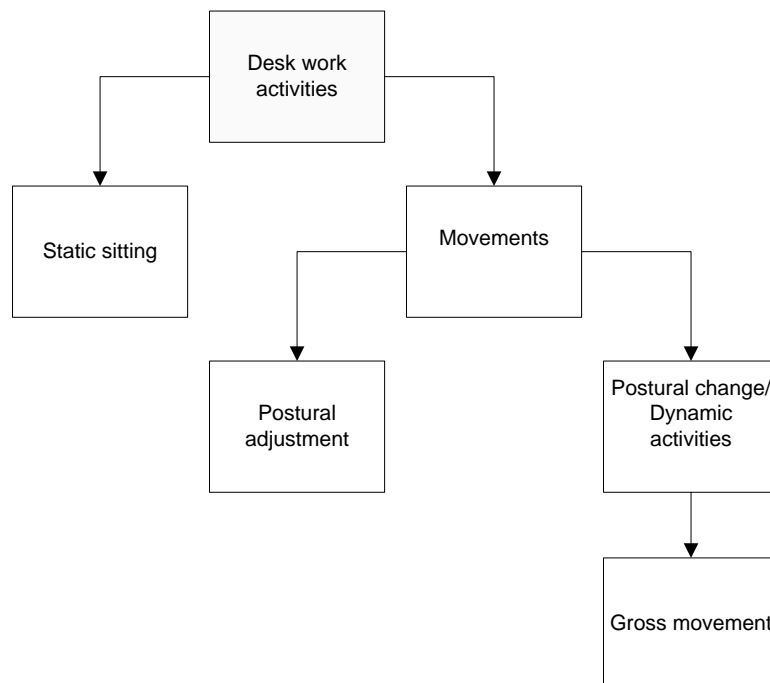 Desk work
activities
Static sitting
Movements
Postural
adjustment
Postural change/
Dynamic
activities
Gross movement